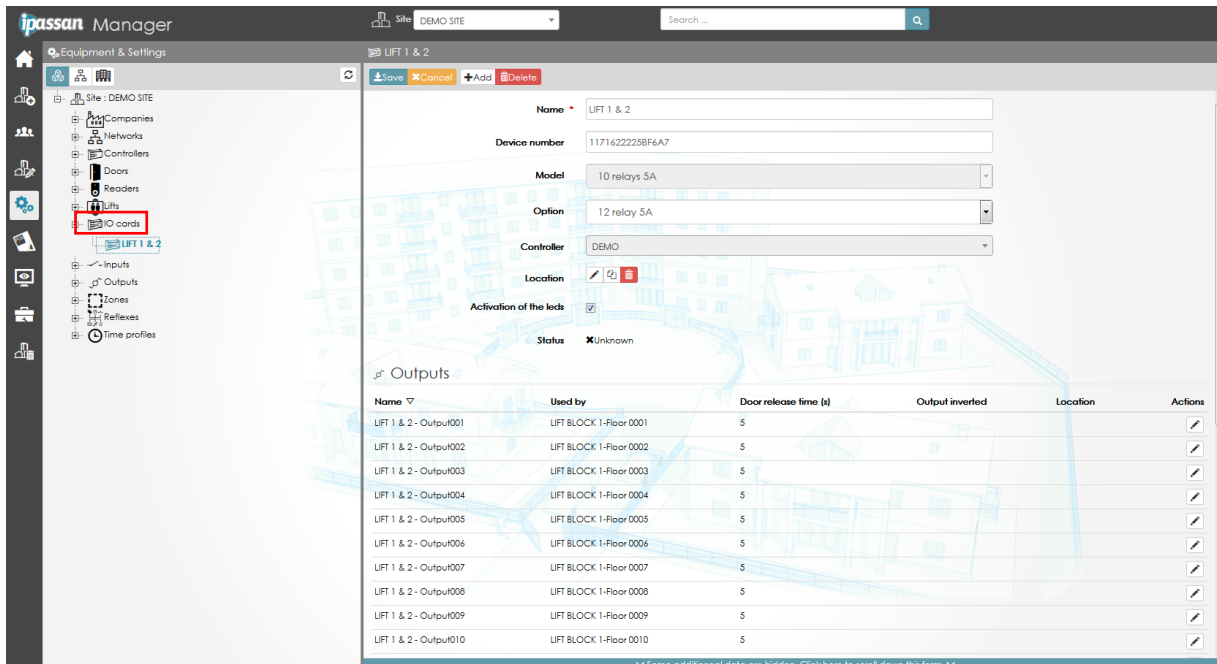 ipassan Manager
Site DEMO SITE
Search ...
Equipment & Settings
LIFT 1 & 2
Save Cancel Add Delete
Site : DEMO SITE
Companies
Networks
Controllers
Doors
Readers
Lifts
IO cards
LIFT 1 & 2
Inputs
Outputs
Zones
Reflexes
Time profiles
Name * LIFT 1 & 2
Device number 1171622225BF6A7
Model 10 relays 5A
Option 12 relay 5A
Controller DEMO
Location
Activation of the leds
Status Unknown
Outputs
Name Used by Door release time (s) Output inverted Location Actions
LIFT 1 & 2 - Output001 LIFT BLOCK 1-Floor 0001 5
LIFT 1 & 2 - Output002 LIFT BLOCK 1-Floor 0002 5
LIFT 1 & 2 - Output003 LIFT BLOCK 1-Floor 0003 5
LIFT 1 & 2 - Output004 LIFT BLOCK 1-Floor 0004 5
LIFT 1 & 2 - Output005 LIFT BLOCK 1-Floor 0005 5
LIFT 1 & 2 - Output006 LIFT BLOCK 1-Floor 0006 5
LIFT 1 & 2 - Output007 LIFT BLOCK 1-Floor 0007 5
LIFT 1 & 2 - Output008 LIFT BLOCK 1-Floor 0008 5
LIFT 1 & 2 - Output009 LIFT BLOCK 1-Floor 0009 5
LIFT 1 & 2 - Output010 LIFT BLOCK 1-Floor 0010 5